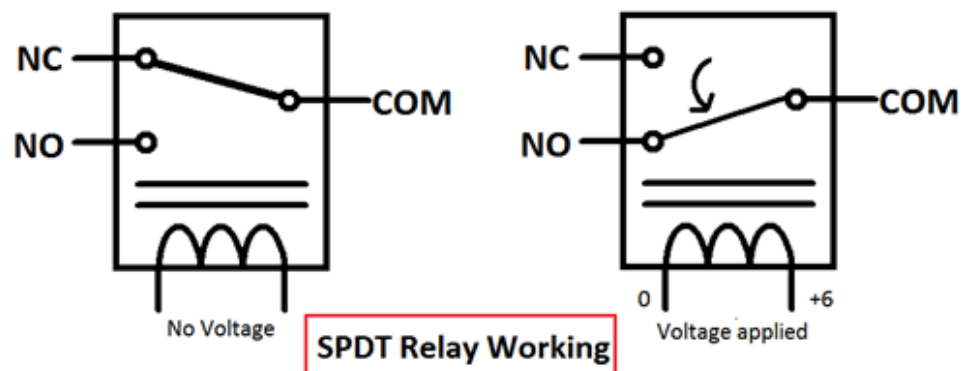 NC
COM
NO
No Voltage
NC
COM
NO
0
+6
Voltage applied
SPDT Relay Working